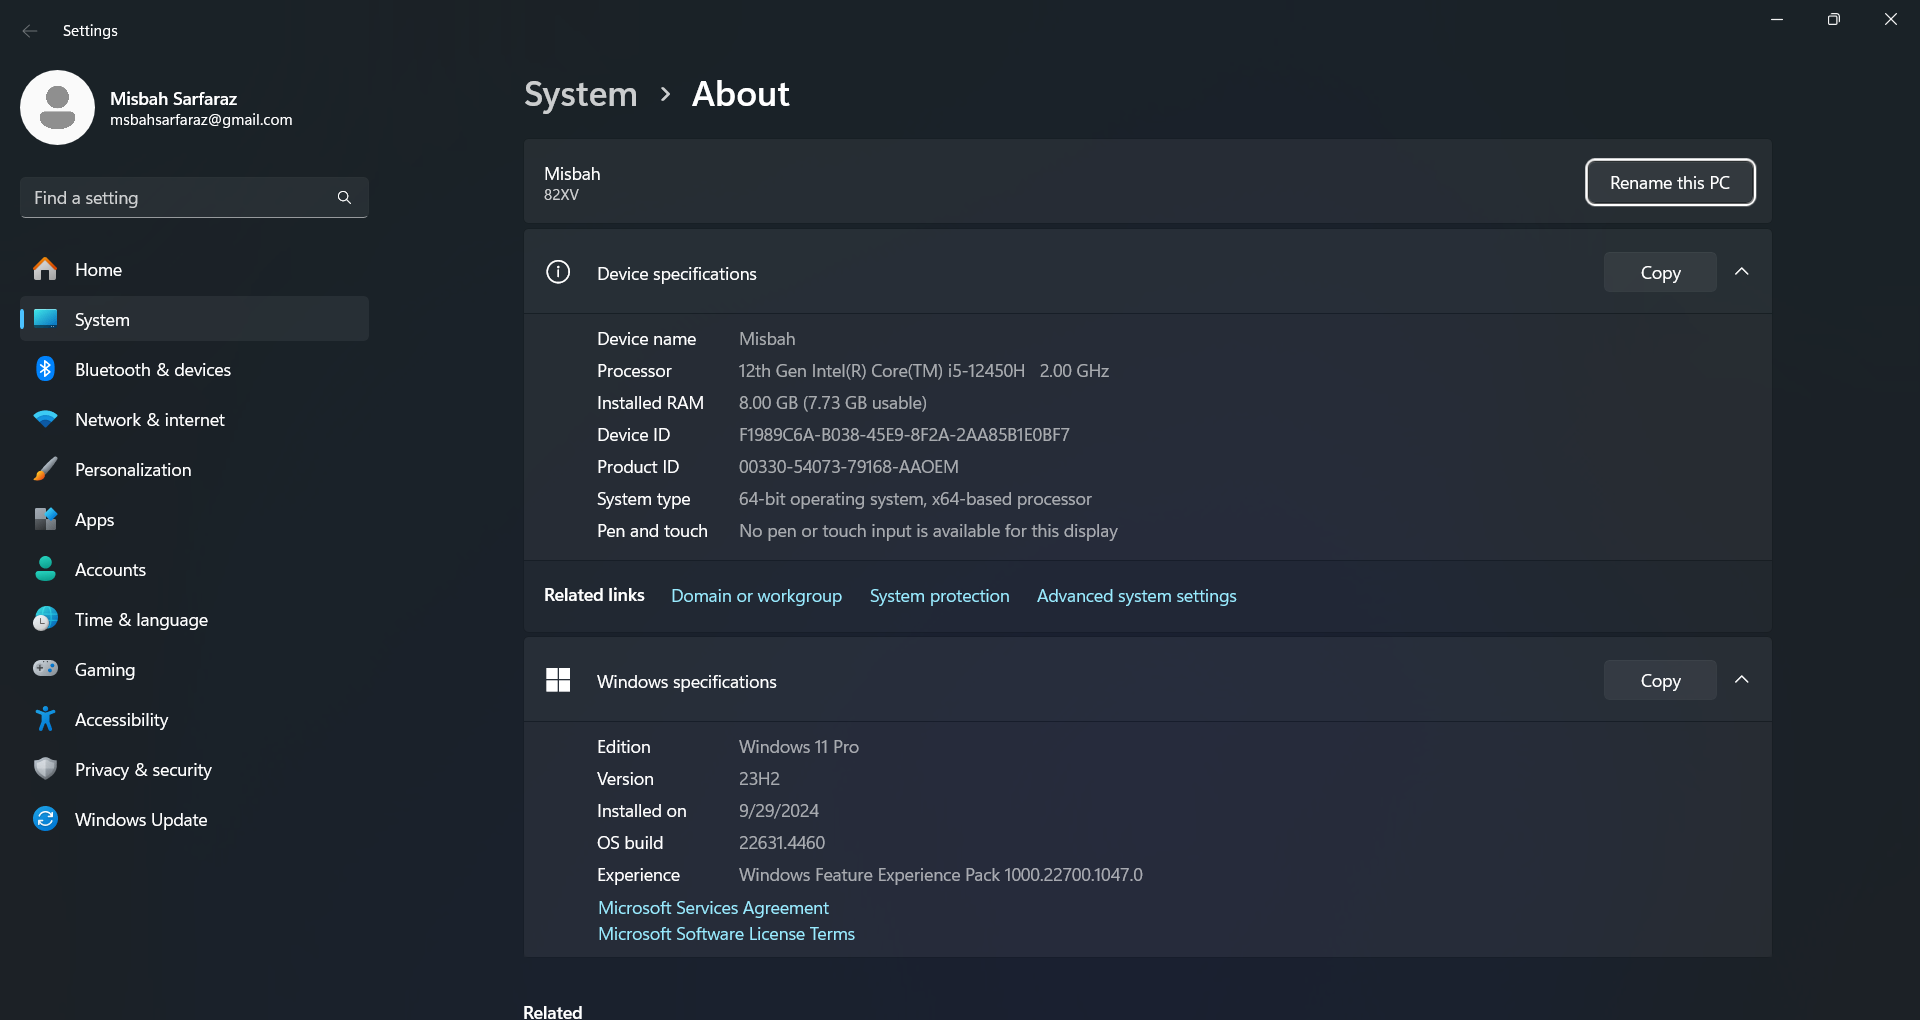 Settings
Misbah Sarfaraz
msbahsarfaraz@gmail.com
Find a setting
Home
System
Bluetooth & devices
Network & internet
Personalization
Apps
Accounts
Time & language
Gaming
Accessibility
Privacy & security
Windows Update
System > About
Misbah
82XV
Rename this PC
Device specifications Copy
Device name Misbah
Processor 12th Gen Intel(R) Core(TM) i5-12450H 2.00 GHz
Installed RAM 8.00 GB (7.73 GB usable)
Device ID F1989C6A-B038-45E9-8F2A-2AA85B1E0BF7
Product ID 00330-54073-79168-AAOEM
System type 64-bit operating system, x64-based processor
Pen and touch No pen or touch input is available for this display
Related links Domain or workgroup System protection Advanced system settings
Windows specifications Copy
Edition Windows 11 Pro
Version 23H2
Installed on 9/29/2024
OS build 22631.4460
Experience Windows Feature Experience Pack 1000.22700.1047.0
Microsoft Services Agreement
Microsoft Software License Terms
Related